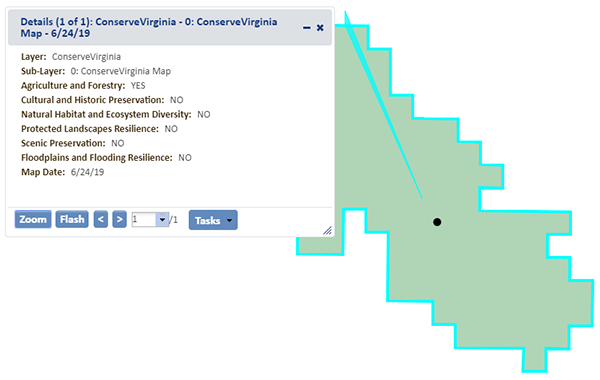 Details (1 of 1): ConserveVirginia - 0: ConserveVirginia
Map - 6/24/19
Layer: ConserveVirginia
Sub-Layer: 0: ConserveVirginia Map
Agriculture and Forestry: YES
Cultural and Historic Preservation: NO
Natural Habitat and Ecosystem Diversity: NO
Protected Landscapes Resilience: NO
Scenic Preservation: NO
Floodplains and Flooding Resilience: NO
Map Date: 6/24/19
Zoom Flash < > 1 /1 Tasks